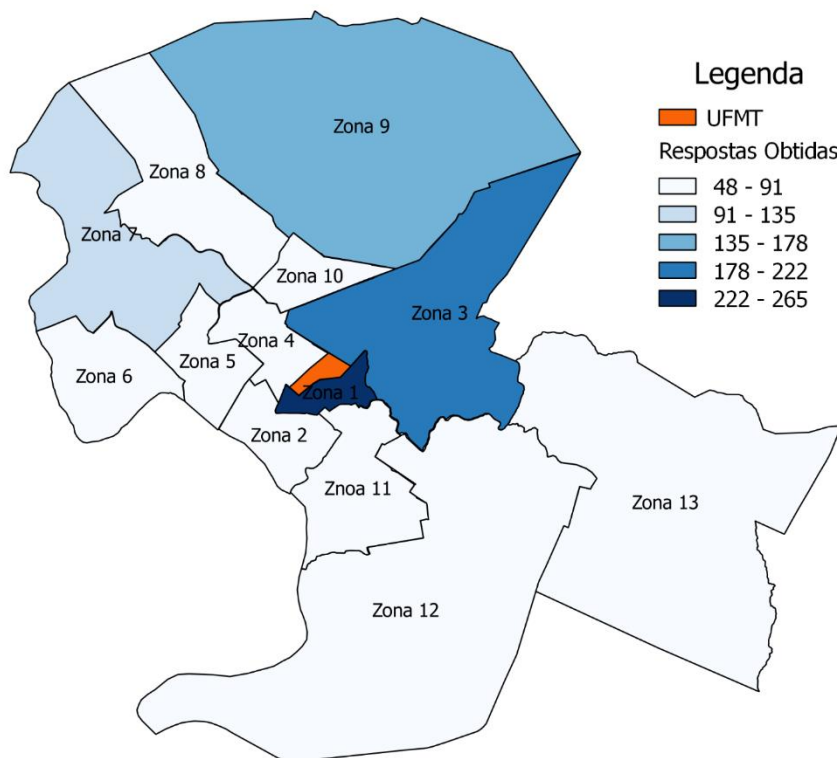 Legenda
UFMT
Respostas Obtidas
48 - 91
91 - 135
135 - 178
178 - 222
222 - 265
Zona 9
Zona 8
Zona 7
Zona 10
Zona 3
Zona 4
Zona 5
Zona 6
Zona 1
Zona 2
Znoa 11
Zona 13
Zona 12